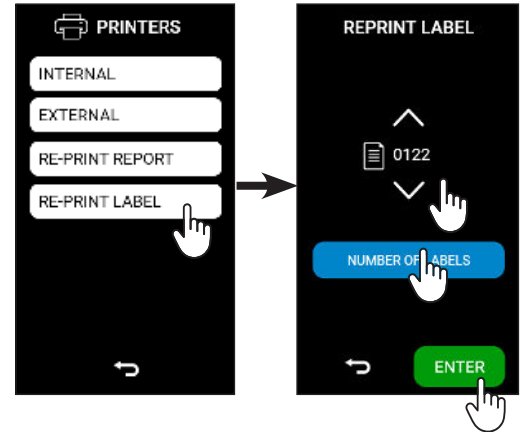 PRINTERS
INTERNAL
EXTERNAL
RE-PRINT REPORT
RE-PRINT LABEL
REPRINT LABEL
0122
NUMBER OF LABELS
ENTER